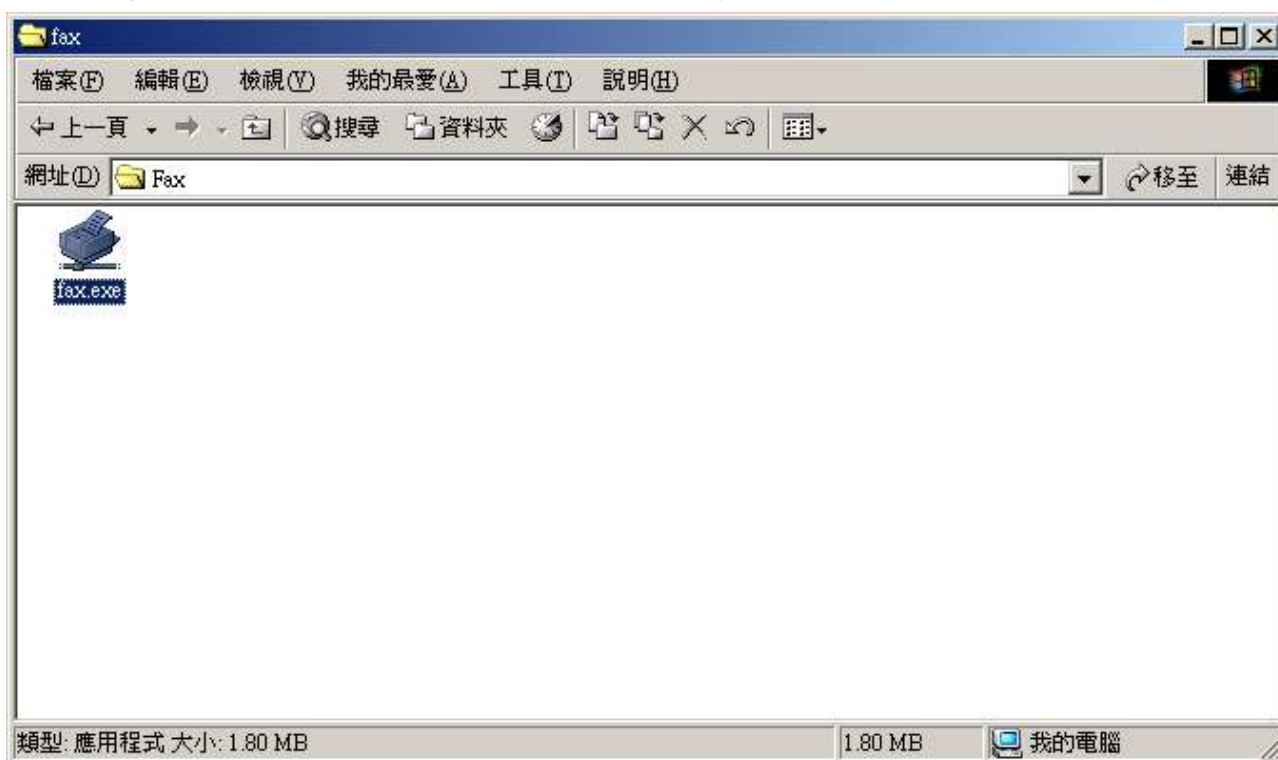 fax
檔案(F) 編輯(E) 檢視(V) 我的最愛(A) 工具(T) 説明(H)
上一頁 搜尋 資料夾
網址(D) Fax 移至 連結
fax.exe
類型: 應用程式 大小: 1.80 MB 1.80 MB 我的電腦